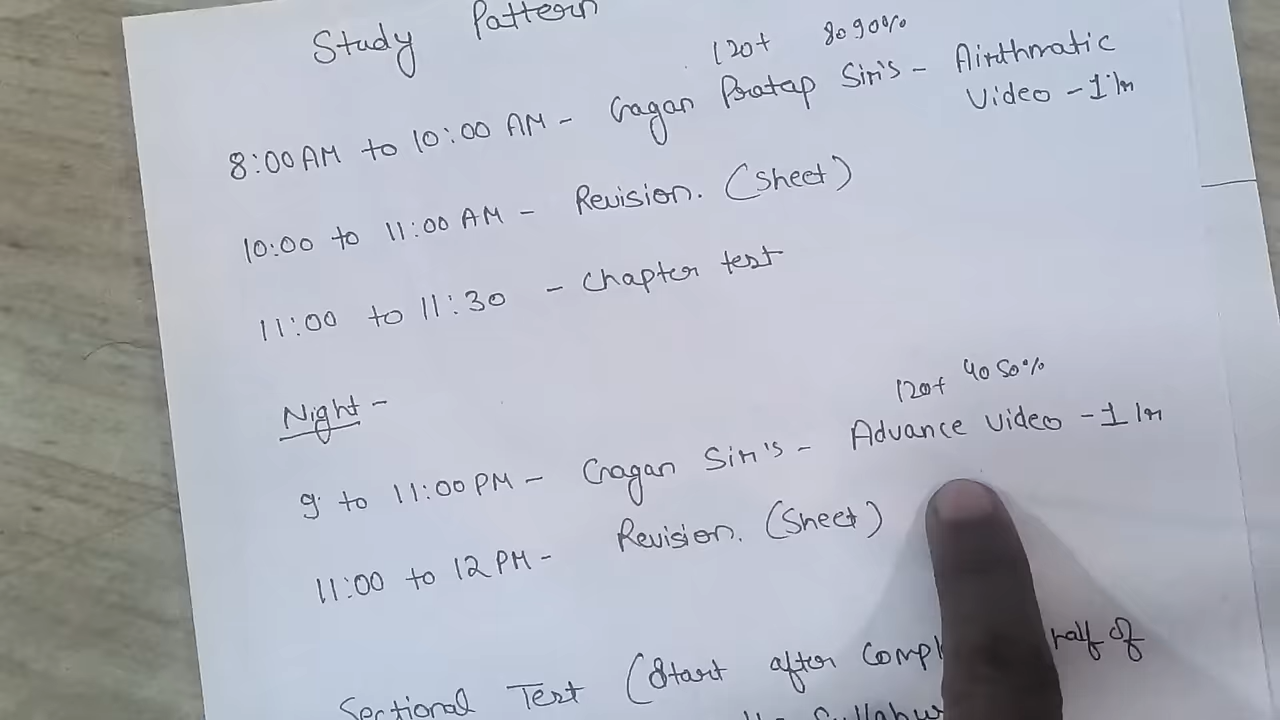 Study Pattern
120+ 80 90%
8:00 AM to 10:00 AM - Gagan Pratap Sir's - Airthmatic
Video - 1 hr
10:00 to 11:00 AM - Revision. (Sheet)
11:00 to 11:30 - Chapter test
Night -
120+ 40 50%
9 to 11:00 PM - Gagan Sir's - Advance video - 1 hr
11:00 to 12 PM - Revision. (Sheet)
Sectional Test (Start after half of